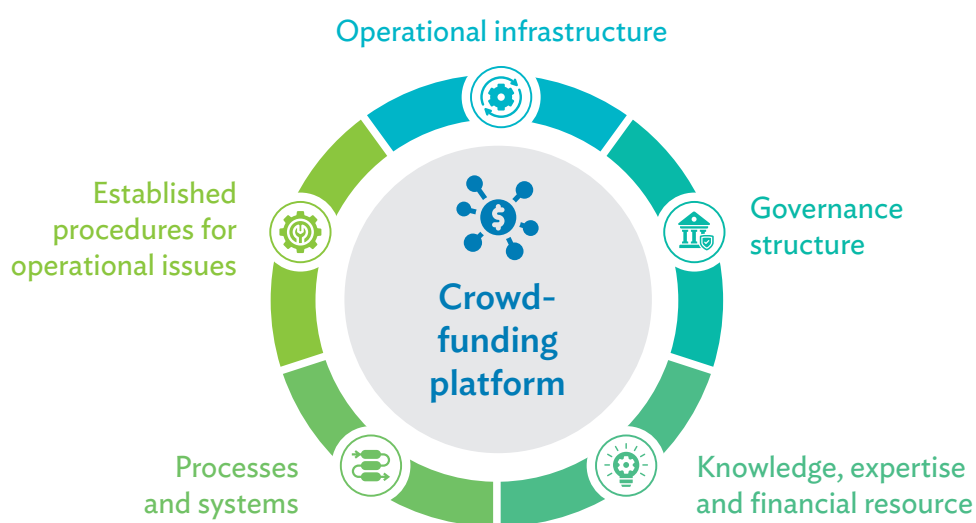 Operational infrastructure
Established
procedures for
operational issues
Governance
structure
$
Crowd-
funding
platform
Processes
and systems
Knowledge, expertise
and financial resource